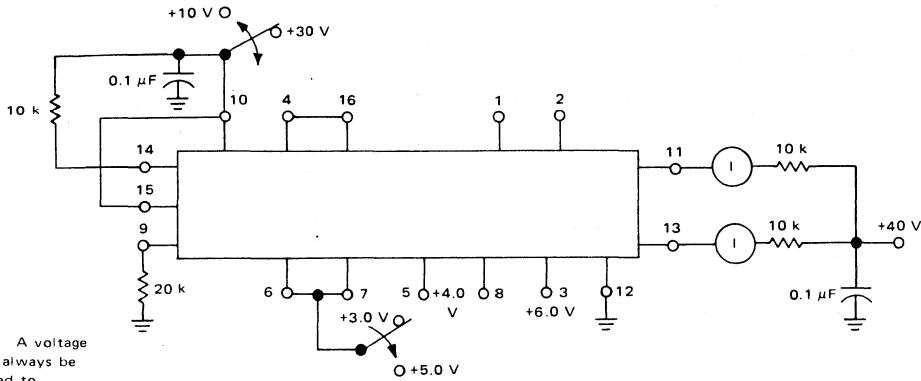 +10 V
+30 V
0.1 μF
10 k
10
4
16
1
2
14
15
9
11
10 k
13
10 k
+40 V
20 k
6
7
5
+4.0
V
8
3
+6.0 V
12
0.1 μF
+3.0 V
+5.0 V
I
I
A voltage
always be
to